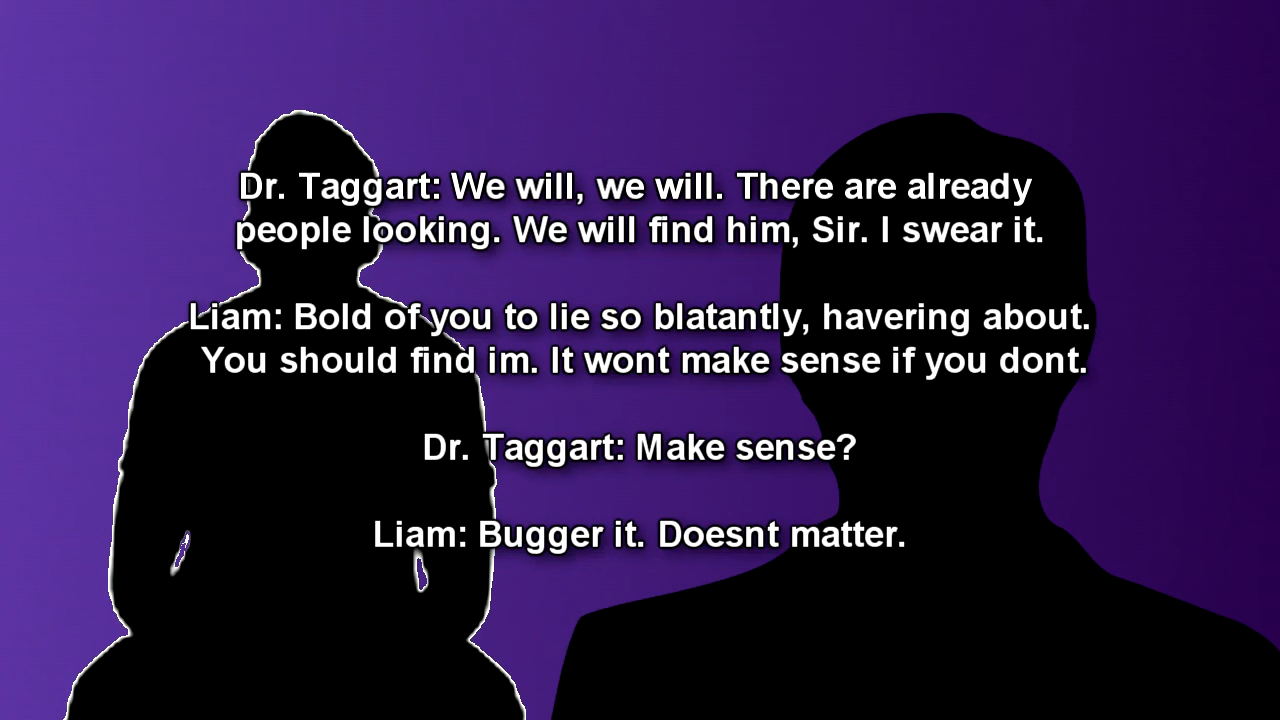 Dr. Taggart: We will, we will. There are already
people looking. We will find him, Sir. I swear it.
Liam: Bold of you to lie so blatantly, havering about.
You should find im. It wont make sense if you dont.
Dr. Taggart: Make sense?
Liam: Bugger it. Doesnt matter.